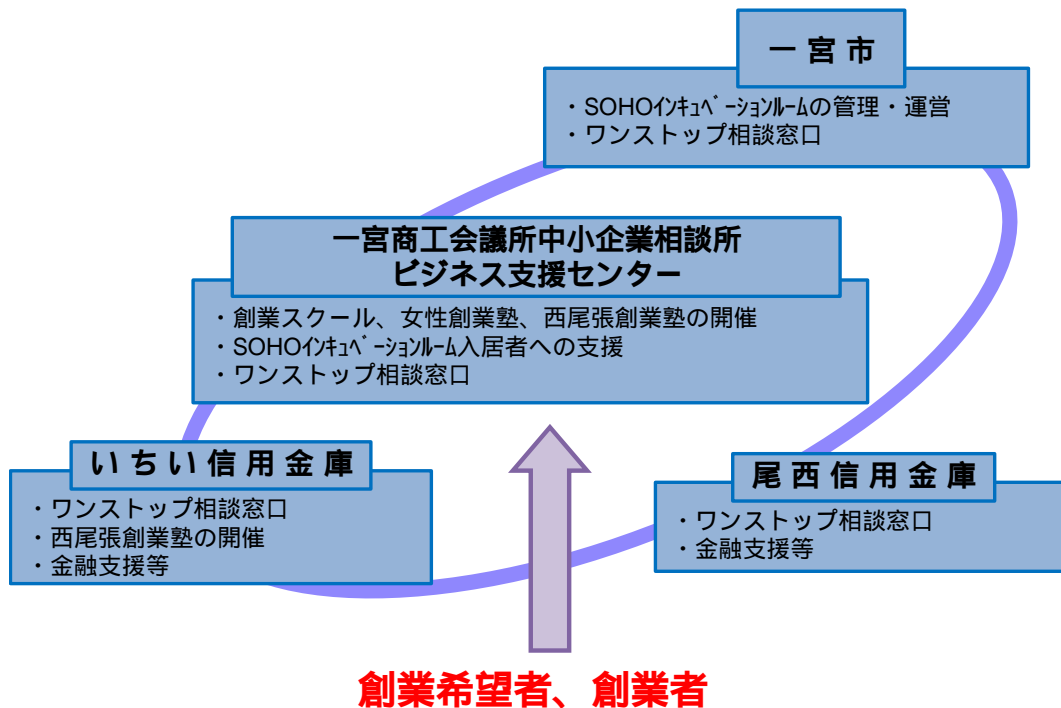 一宮市
・SOHOｲﾝｷｭﾍﾞｰｼｮﾝﾙｰﾑの管理・運営
・ワンストップ相談窓口
一宮商工会議所中小企業相談所
ビジネス支援センター
・創業スクール、女性創業塾、西尾張創業塾の開催
・SOHOｲﾝｷｭﾍﾞｰｼｮﾝﾙｰﾑ入居者への支援
・ワンストップ相談窓口
いちい信用金庫
・ワンストップ相談窓口
・西尾張創業塾の開催
・金融支援等
尾西信用金庫
・ワンストップ相談窓口
・金融支援等
創業希望者、創業者